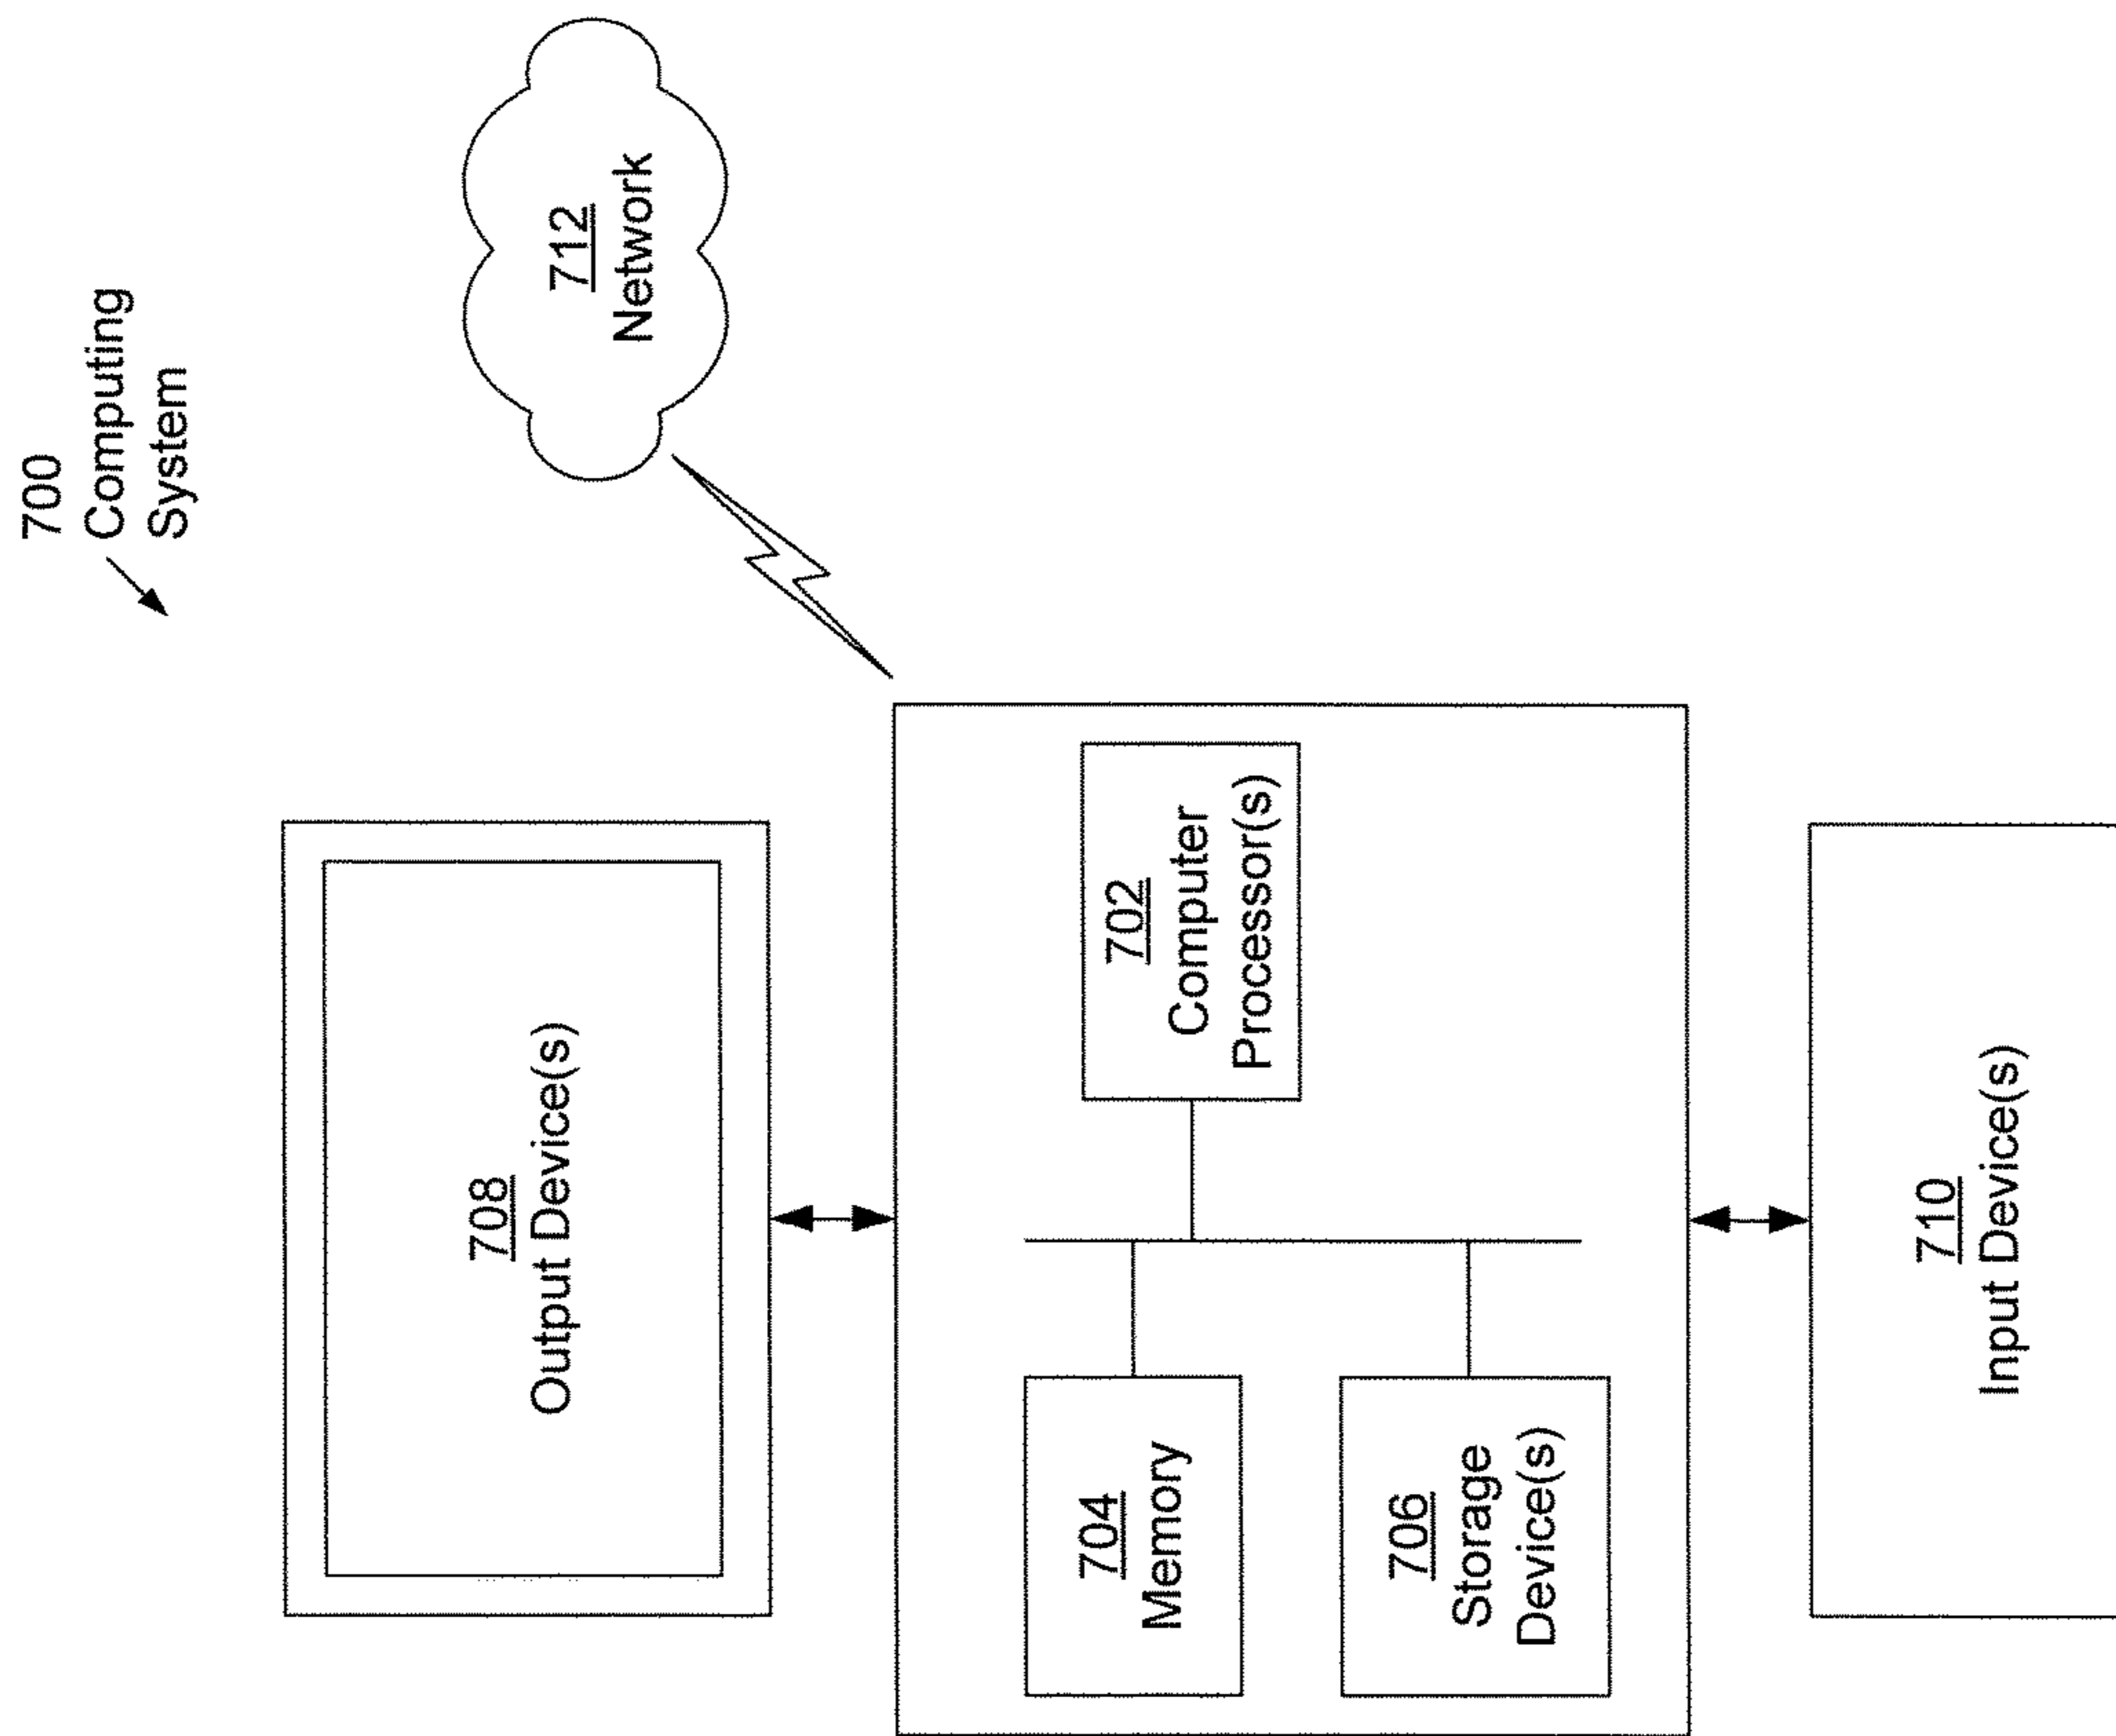 700
Computing
System
712
Network
708
Output Device(s)
702
Computer
Processor(s)
704
Memory
706
Storage
Device(s)
710
Input Device(s)